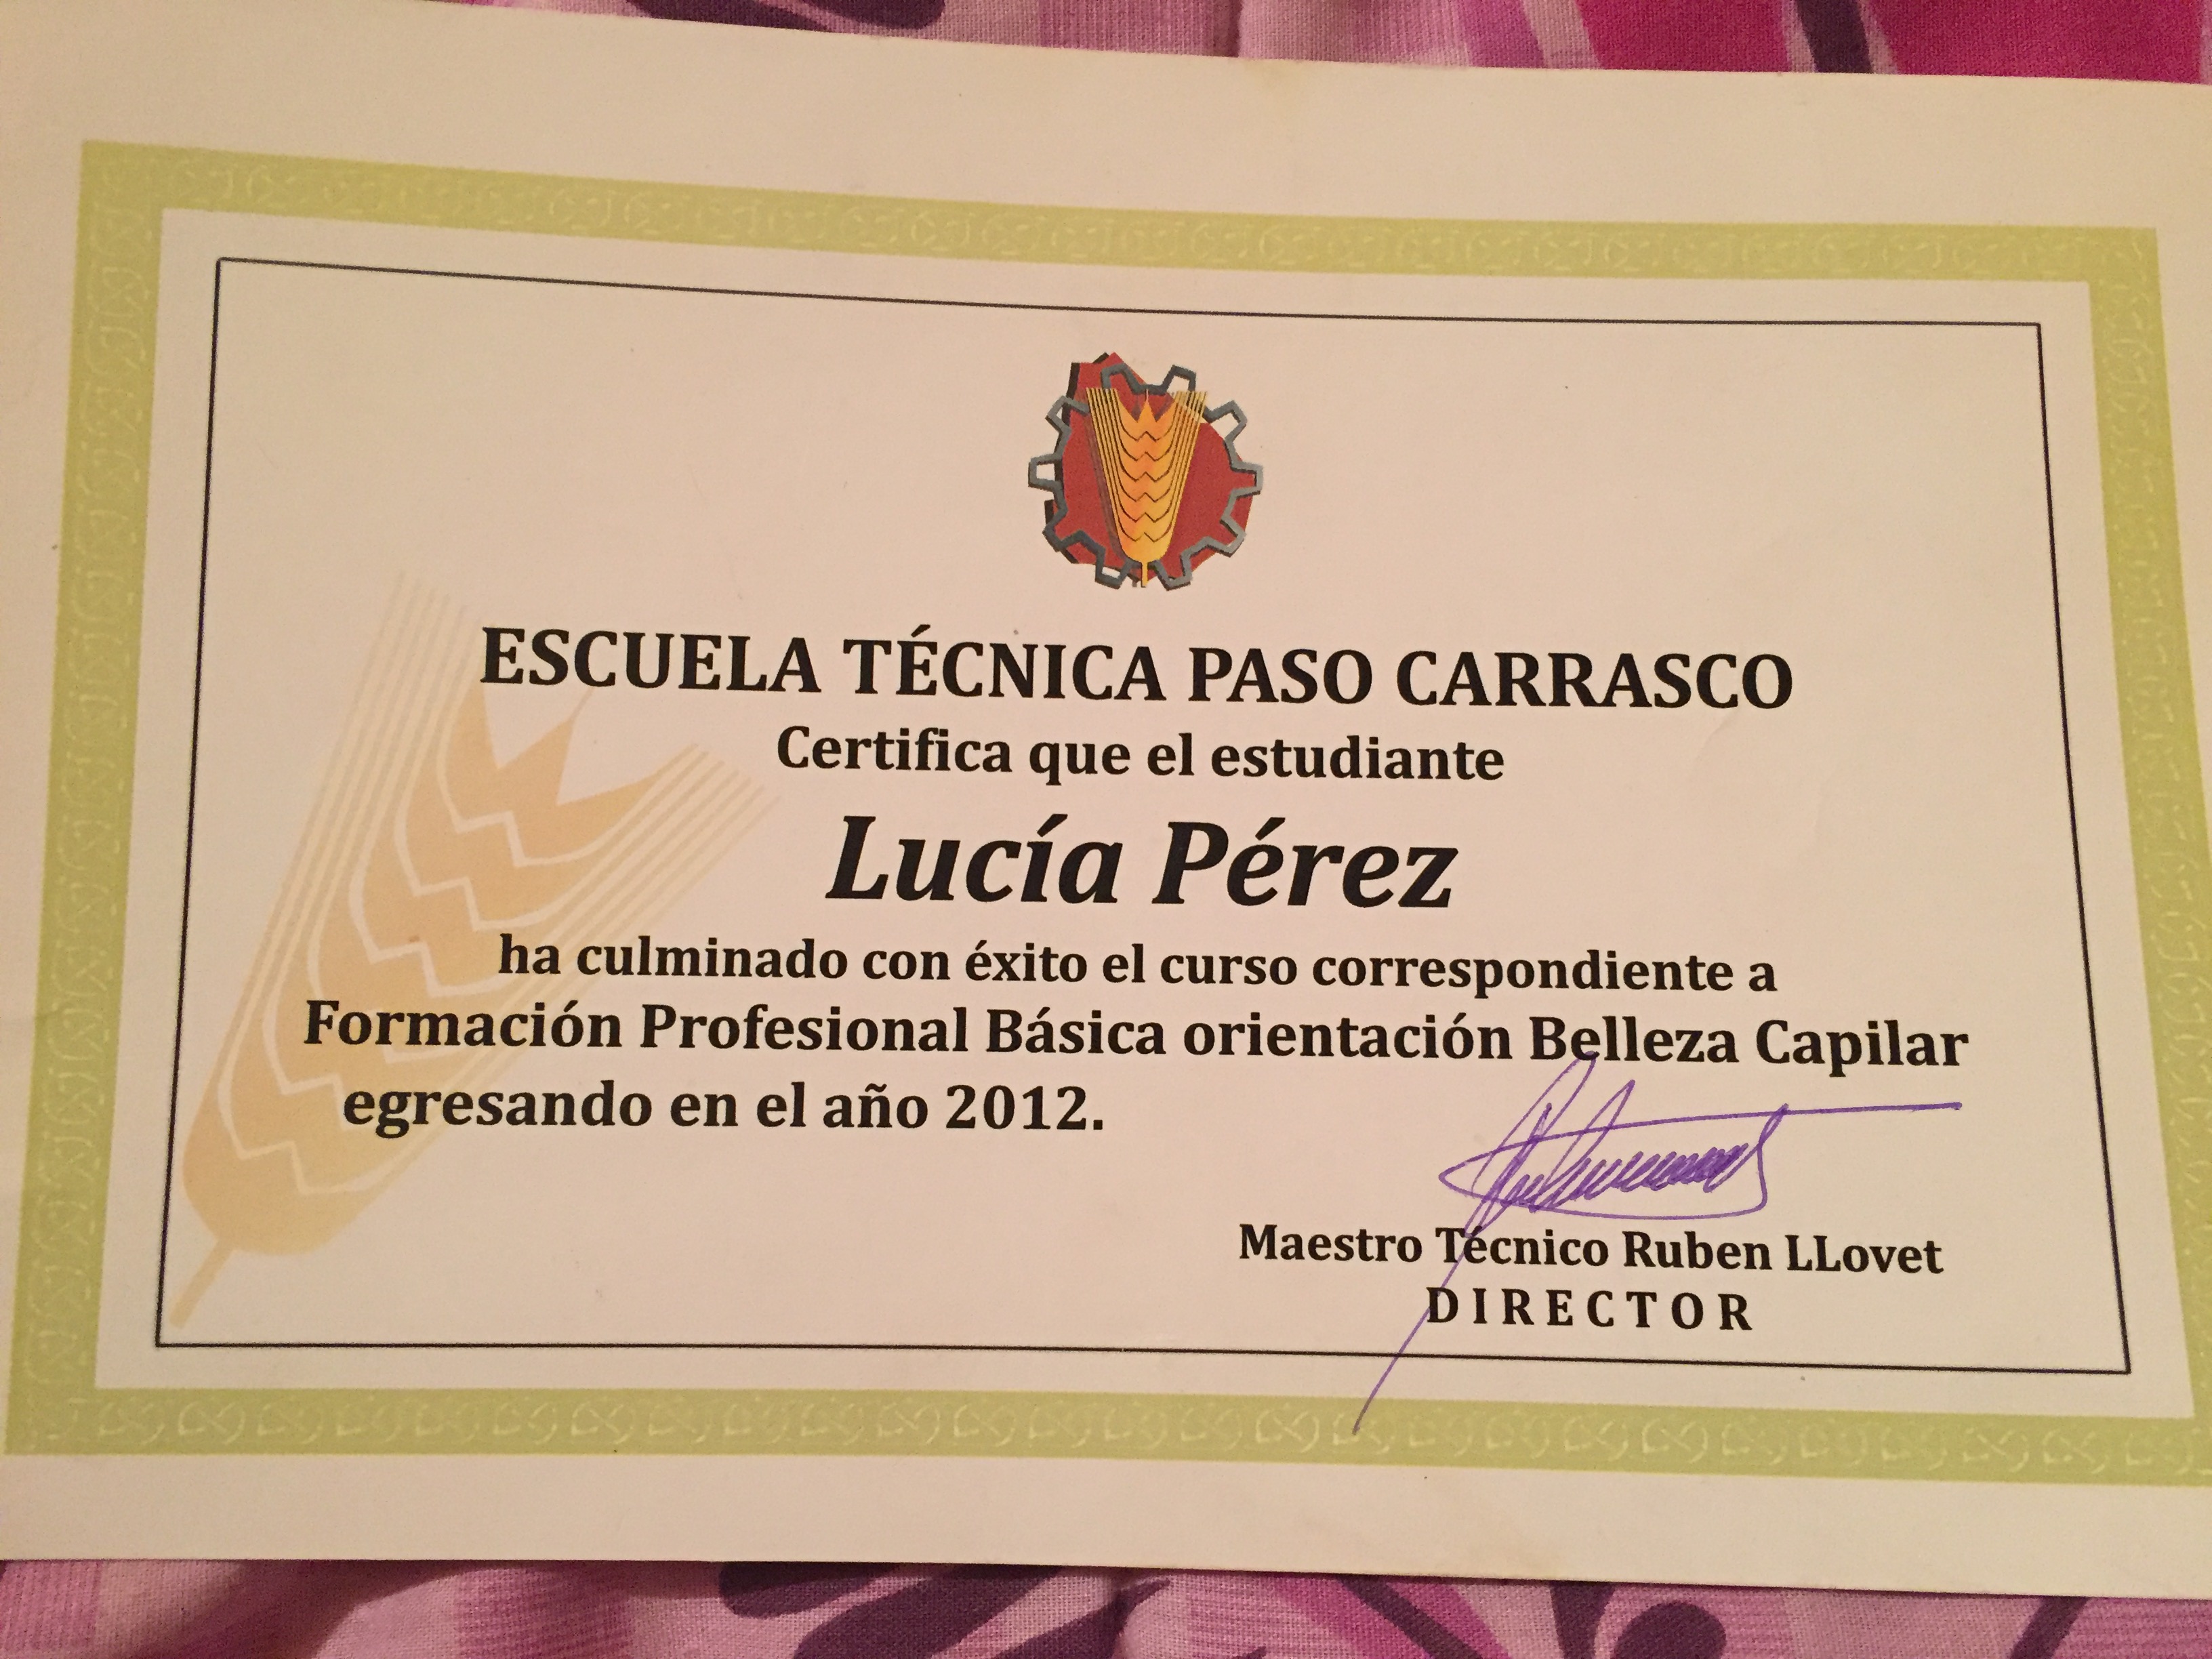 ESCUELA TÉCNICA PASO CARRASCO
Certifica que el estudiante
Lucía Pérez
ha culminado con éxito el curso correspondiente a
Formación Profesional Básica orientación Belleza Capilar
egresando en el año 2012.
Maestro Técnico Ruben LLovet
DIRECTOR